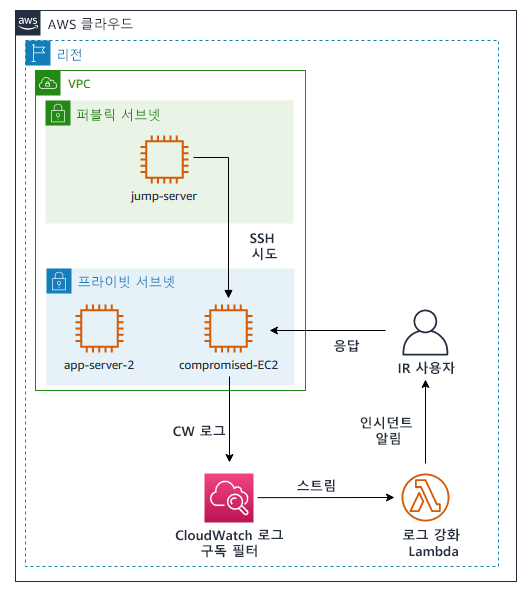 aws
AWS 클라우드
리전
VPC
퍼블릭 서브넷
jump-server
SSH
시도
프라이빗 서브넷
app-server-2
compromised-EC2
응답
IR 사용자
CW 로그
인시던트
알림
스트림
CloudWatch 로그
구독 필터
로그 강화
Lambda